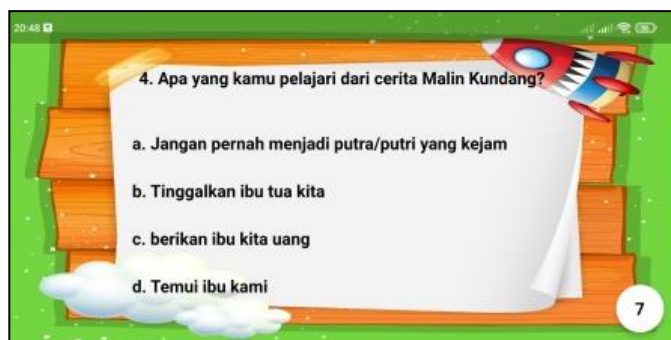 20:48
4. Apa yang kamu pelajari dari cerita Malin Kundang?
a. Jangan pernah menjadi putra/putri yang kejam
b. Tinggalkan ibu tua kita
c. berikan ibu kita uang
d. Temui ibu kami
7